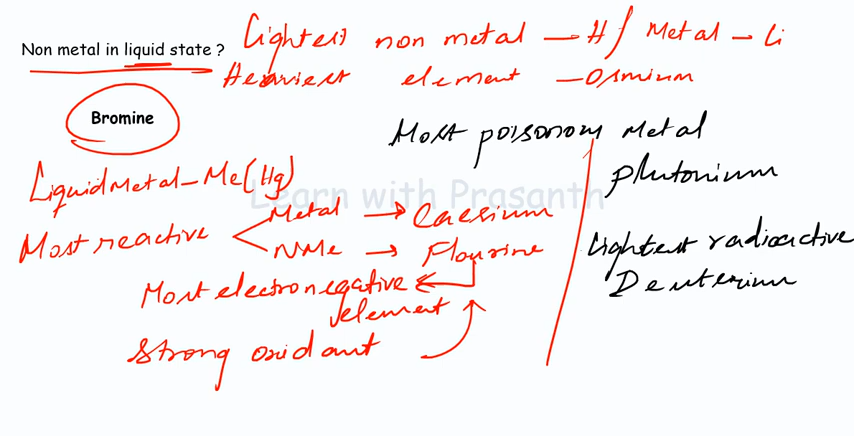 Non metal in liquid state ?
Lightest non metal — H / Metal — Li
Heaviest element — Osmium
Bromine
Most poisonous metal
Plutonium
Liquid Metal — Me (Hg)
Learn with Prasanth
Most reactive < Metal → Caesium
NMe → Flourine
Lightest radioactive
Deuterium
Most electronegative
element
Strong oxidant